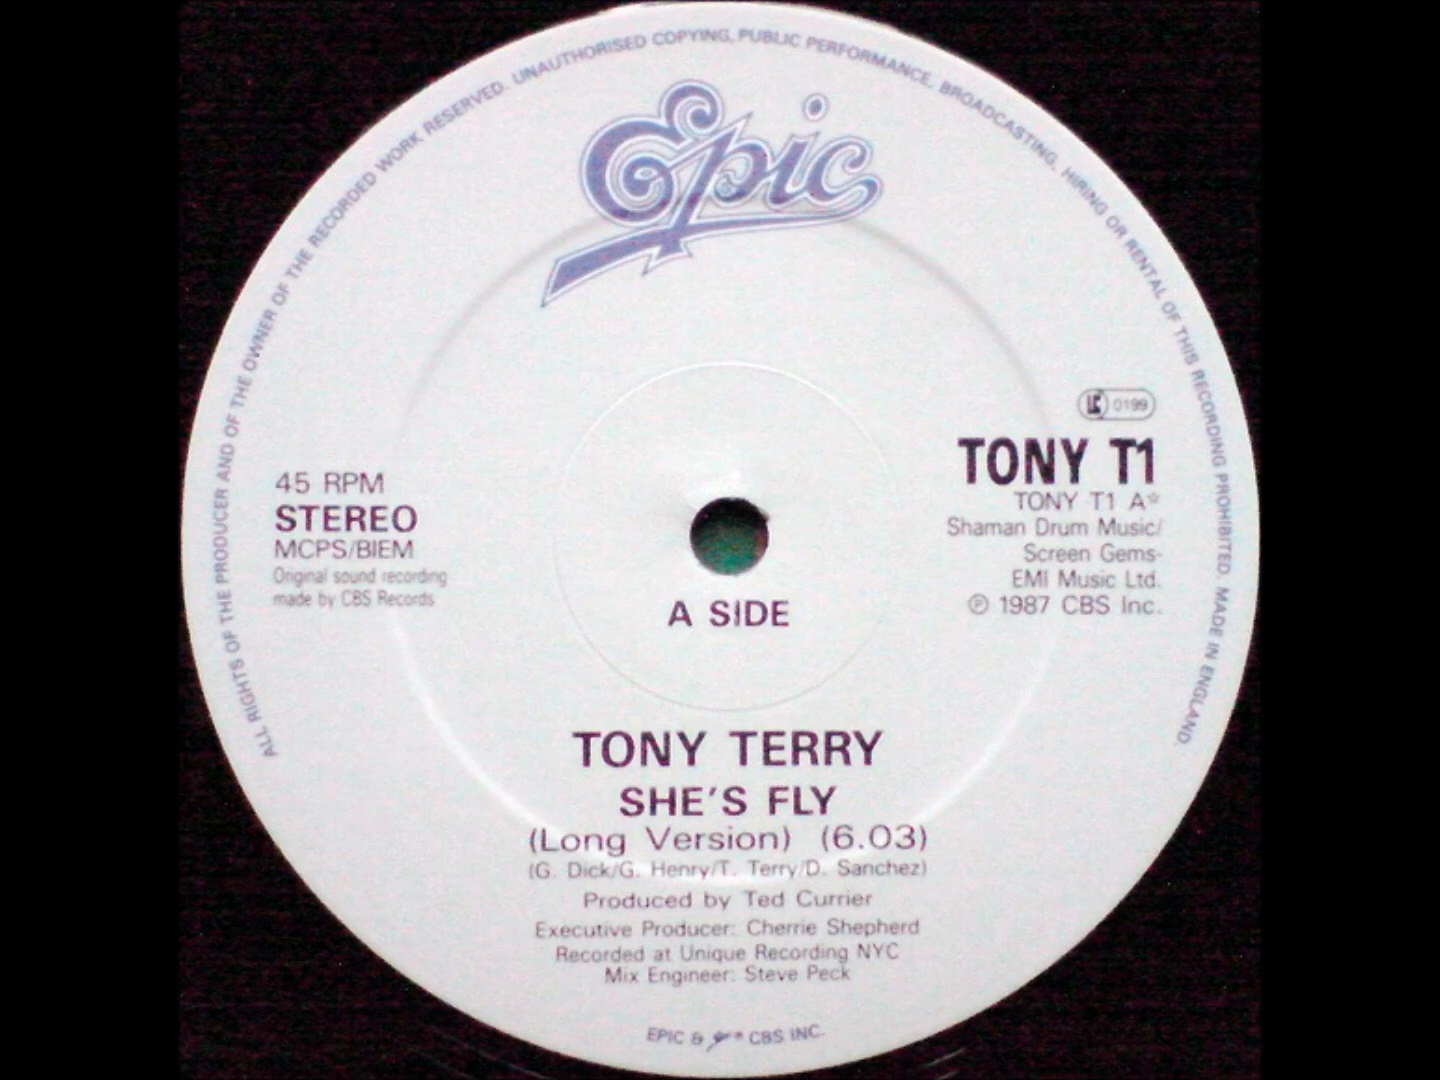 ALL RIGHTS OF THE PRODUCER AND OF THE OWNER OF THE RECORDED WORK RESERVED. UNAUTHORISED COPYING, PUBLIC PERFORMANCE, BROADCASTING, HIRING OR RENTAL OF THIS RECORDING PROHIBITED. MADE IN ENGLAND.
Epic
LC 0199
45 RPM
STEREO
MCPS/BIEM
Original sound recording
made by CBS Records
TONY T1
TONY T1 A*
Shaman Drum Music/
Screen Gems-
EMI Music Ltd.
℗ 1987 CBS Inc.
A SIDE
TONY TERRY
SHE'S FLY
(Long Version) (6.03)
(G. Dick/G. Henry/T. Terry/D. Sanchez)
Produced by Ted Currier
Executive Producer: Cherrie Shepherd
Recorded at Unique Recording NYC
Mix Engineer: Steve Peck
EPIC & Epic * CBS INC.